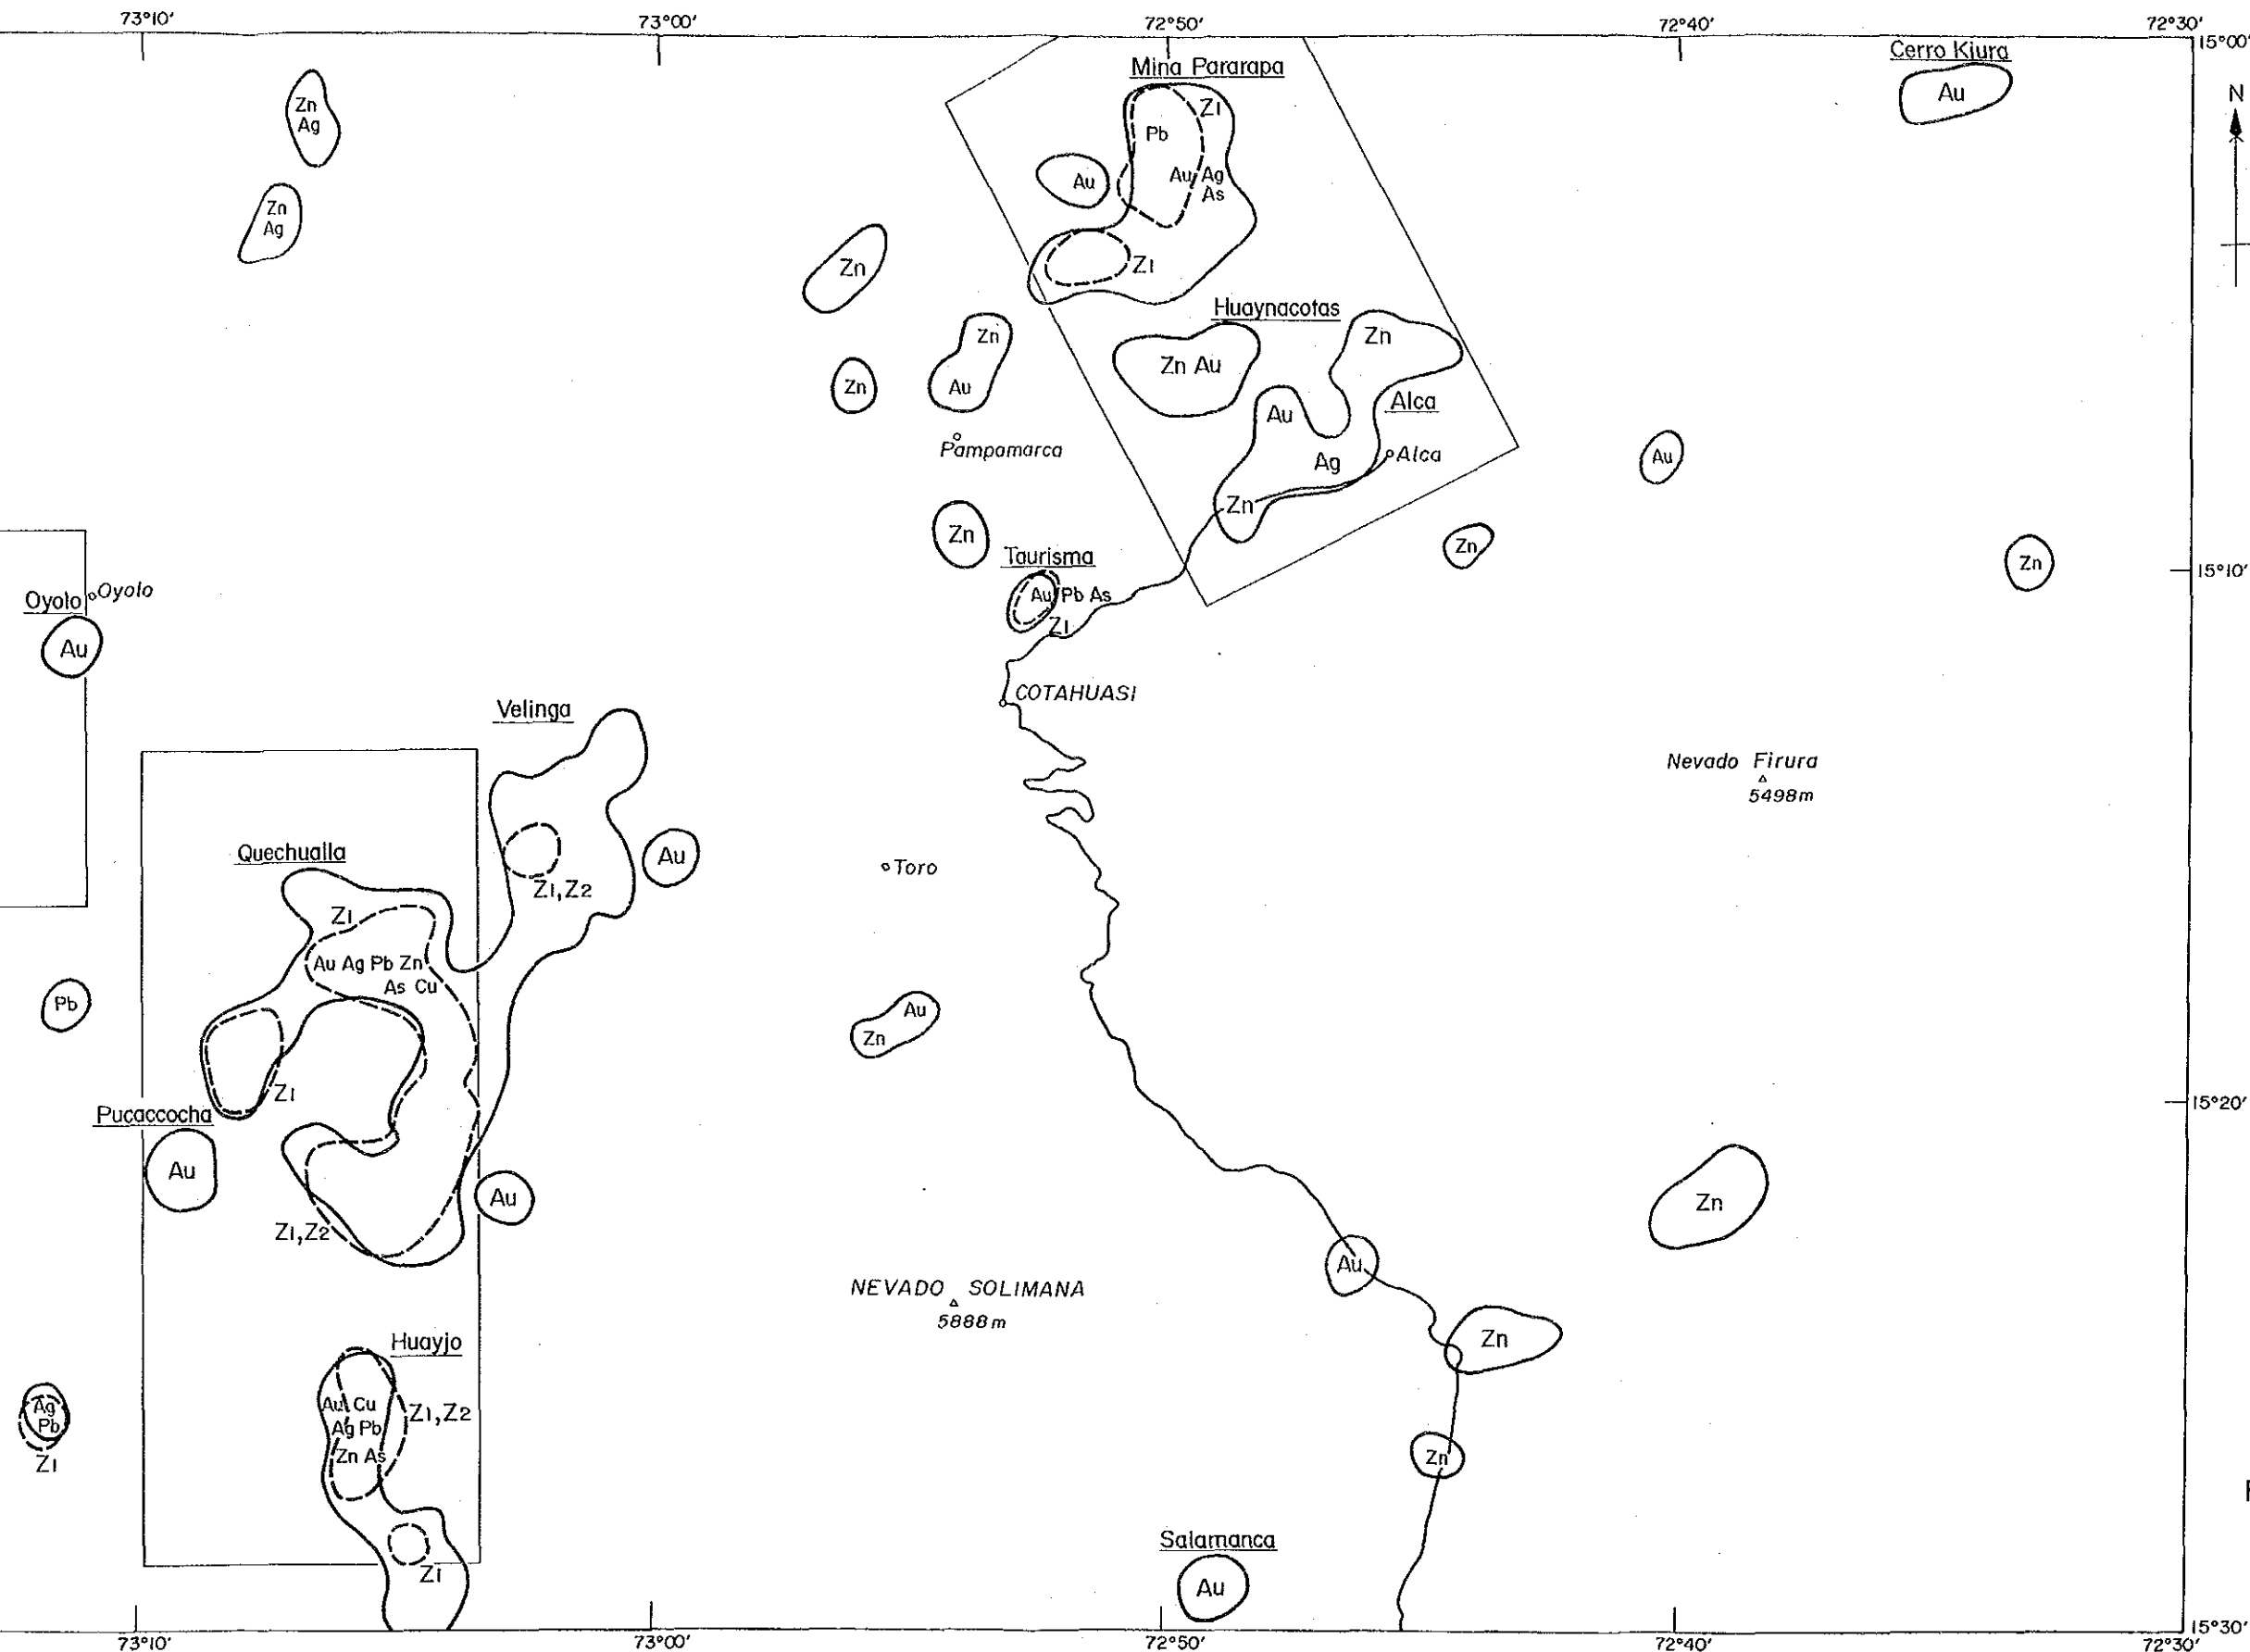 73°10′ 73°00′ 72°50′ 72°40′ 72°30′
15°00′
Cerro Kiura
Au
N
Mina Pararapa
Z1
Pb
Au Ag
As
Au
Z1
Zn
Ag
Zn
Ag
Zn
Zn
Au
Zn
Huaynacotas
Zn Au
Zn
Au
Alca
Ag
Alca
Zn
Pampamarca
Au
Zn
Zn
Zn
15°10′
Taurisma
Au Pb As
Z1
Oyolo
Oyolo
Au
COTAHUASI
Velinga
Z1,Z2
Au
Nevado Firura
5498m
Toro
Quechualla
Z1
Au Ag Pb Zn
As Cu
Pb
Z1
Au
Zn
Pucaccocha
Au
Au
Z1,Z2
15°20′
Zn
Au
NEVADO SOLIMANA
5888m
Zn
Huayjo
Au Cu
Ag Pb
Zn As
Z1,Z2
Ag
Pb
Z1
Zn
Z1
Salamanca
Au
15°30′
73°10′ 73°00′ 72°50′ 72°40′ 72°30′